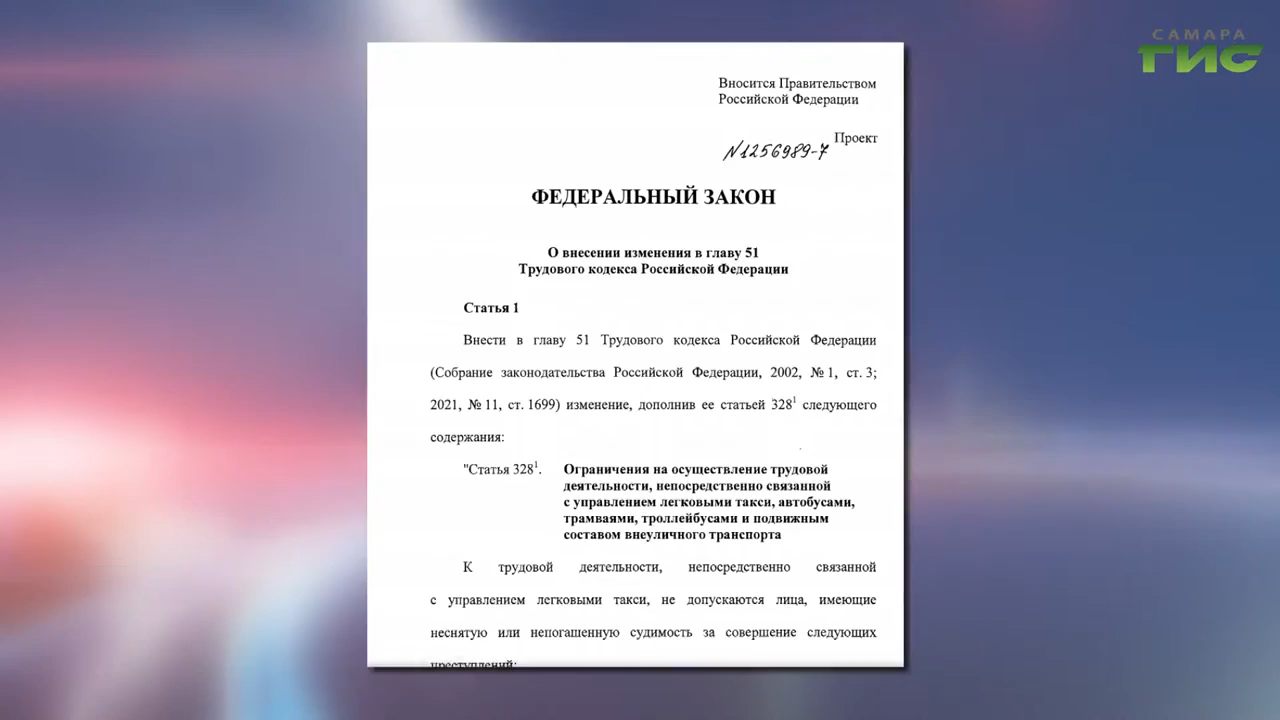 САМАРА
ГИС
Вносится Правительством
Российской Федерации
Проект
N1256989-7
ФЕДЕРАЛЬНЫЙ ЗАКОН
О внесении изменения в главу 51
Трудового кодекса Российской Федерации
Статья 1
Внести в главу 51 Трудового кодекса Российской Федерации
(Собрание законодательства Российской Федерации, 2002, № 1, ст. 3;
2021, № 11, ст. 1699) изменение, дополнив ее статьей 328¹ следующего
содержания:
"Статья 328¹. Ограничения на осуществление трудовой
деятельности, непосредственно связанной
с управлением легковыми такси, автобусами,
трамваями, троллейбусами и подвижным
составом внеуличного транспорта
К трудовой деятельности, непосредственно связанной
с управлением легковыми такси, не допускаются лица, имеющие
неснятую или непогашенную судимость за совершение следующих
преступлений: